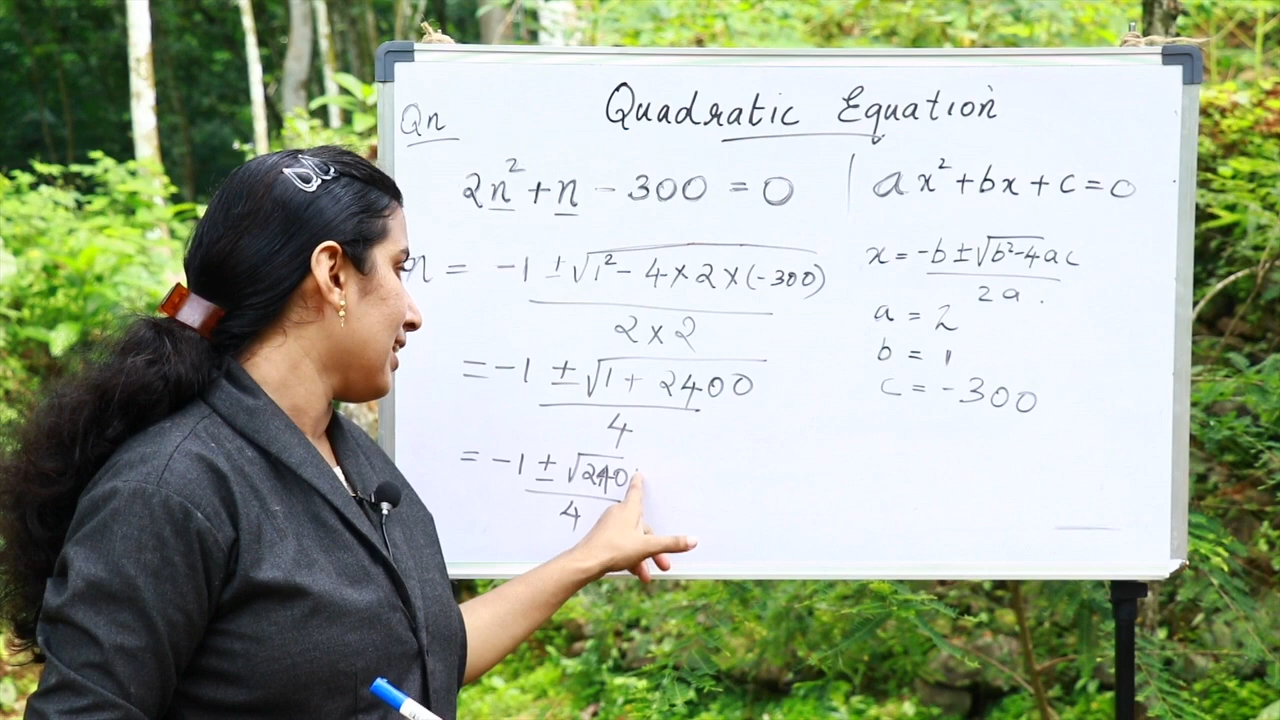 Quadratic Equation
Qn
2n² + n - 300 = 0 | ax² + bx + c = 0
n = -1 ± √1² - 4 × 2 × (-300)
2 × 2
x = -b ± √b² - 4ac
2a.
a = 2
b = 1
c = -300
= -1 ± √1 + 2400
4
= -1 ± √240
4